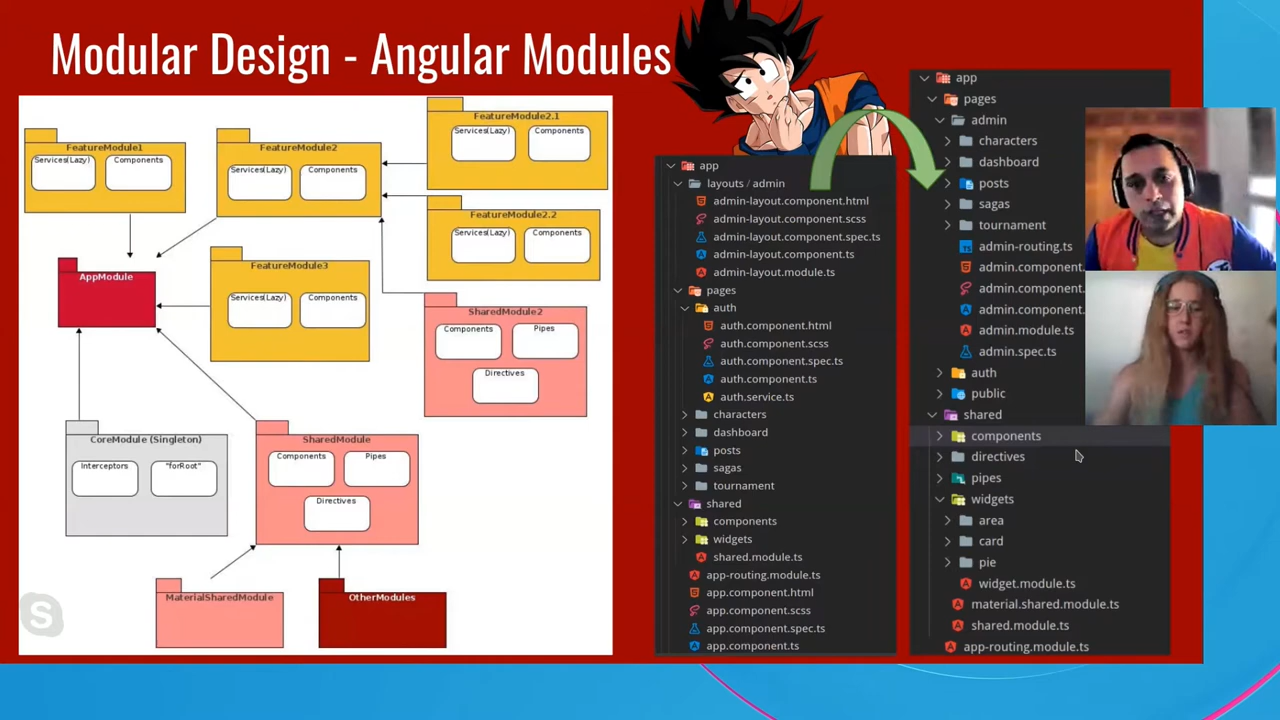 Modular Design - Angular Modules
FeatureModule1
Services(Lazy)
Components
FeatureModule2
Services(Lazy)
Components
FeatureModule2.1
Services(Lazy)
Components
FeatureModule2.2
Services(Lazy)
Components
AppModule
FeatureModule3
Services(Lazy)
Components
SharedModule2
Components
Pipes
Directives
CoreModule (Singleton)
Interceptors
"forRoot"
SharedModule
Components
Pipes
Directives
MaterialSharedModule
OtherModules
app
layouts / admin
admin-layout.component.html
admin-layout.component.scss
admin-layout.component.spec.ts
admin-layout.component.ts
admin-layout.module.ts
pages
auth
auth.component.html
auth.component.scss
auth.component.spec.ts
auth.component.ts
auth.service.ts
characters
dashboard
posts
sagas
tournament
shared
components
widgets
shared.module.ts
app-routing.module.ts
app.component.html
app.component.scss
app.component.spec.ts
app.component.ts
app
pages
admin
characters
dashboard
posts
sagas
tournament
admin-routing.ts
admin.component.
admin.component.
admin.component.
admin.module.ts
admin.spec.ts
auth
public
shared
components
directives
pipes
widgets
area
card
pie
widget.module.ts
material.shared.module.ts
shared.module.ts
app-routing.module.ts